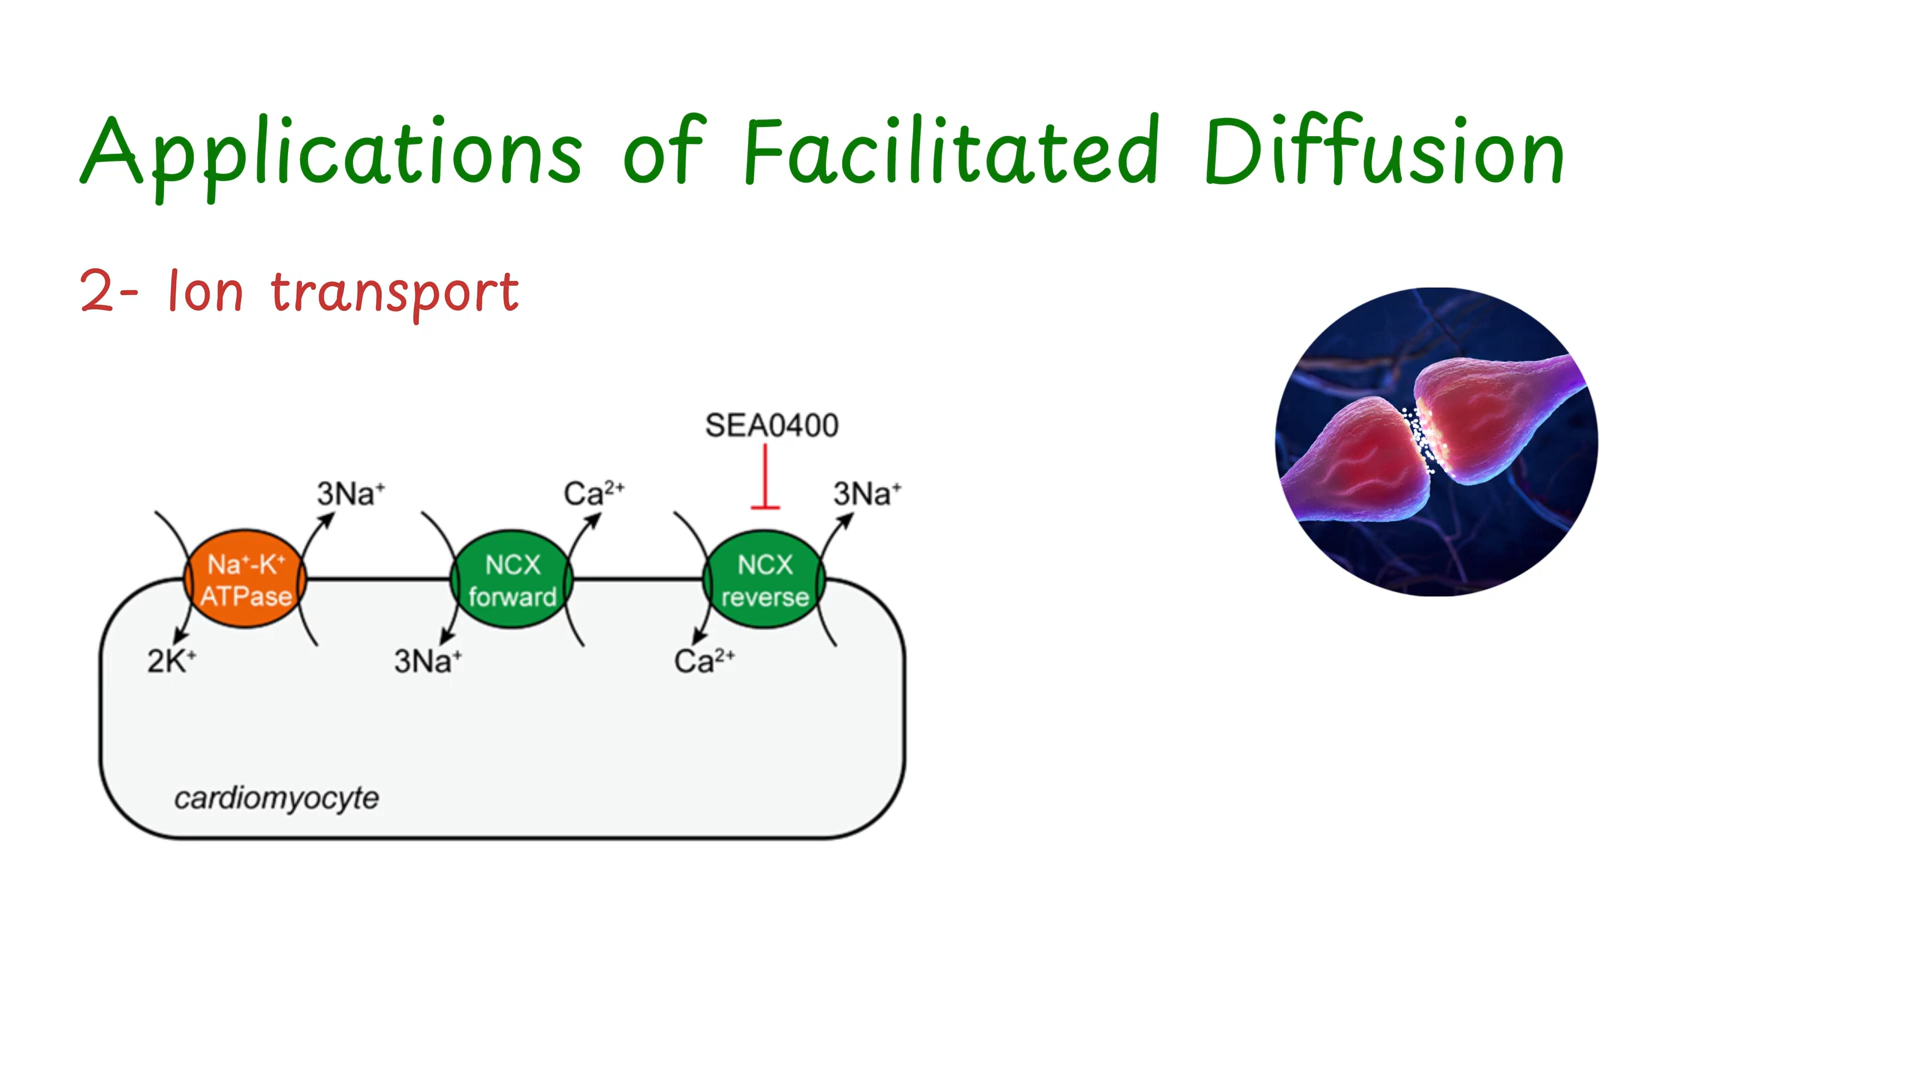 Applications of Facilitated Diffusion
2- Ion transport
SEA0400
3Na⁺
Ca²⁺
3Na⁺
Na⁺-K⁺
ATPase
NCX
forward
NCX
reverse
2K⁺
3Na⁺
Ca²⁺
cardiomyocyte